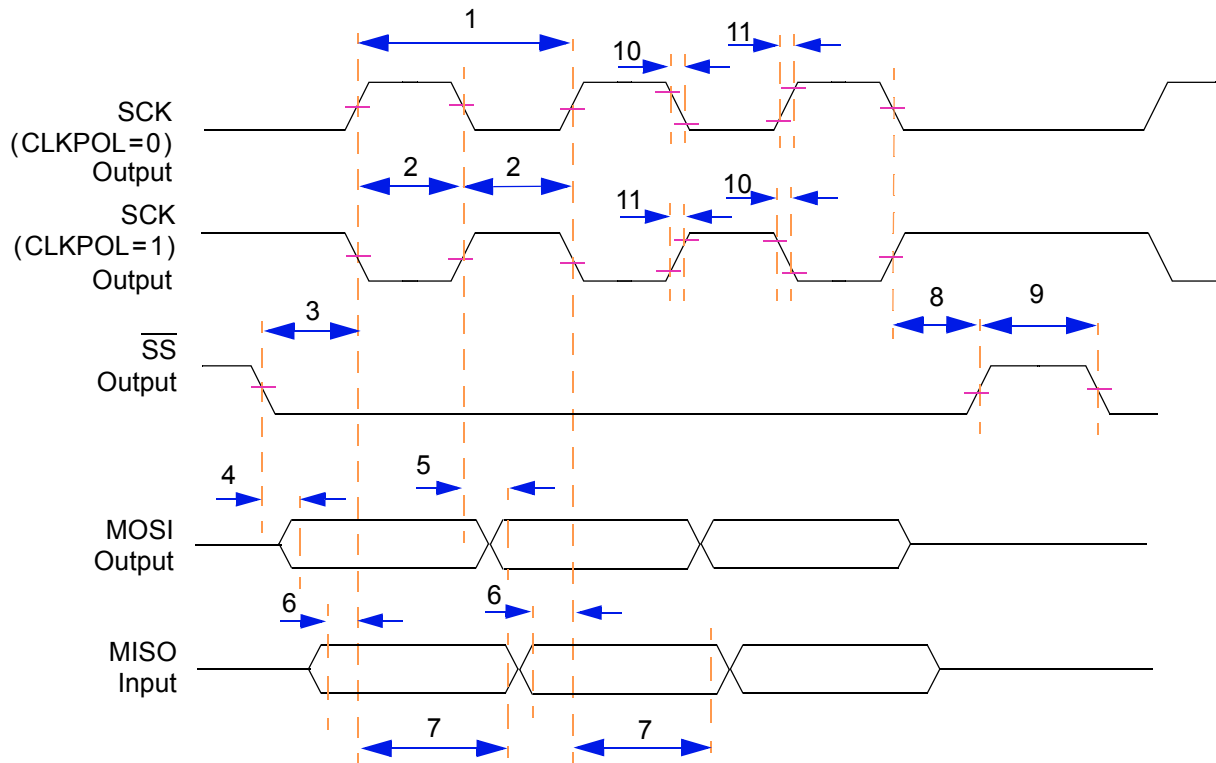 1
10
11
SCK
(CLKPOL=0)
Output
2
2
SCK
(CLKPOL=1)
Output
11
10
3
8
9
SS
Output
4
5
MOSI
Output
6
6
MISO
Input
7
7